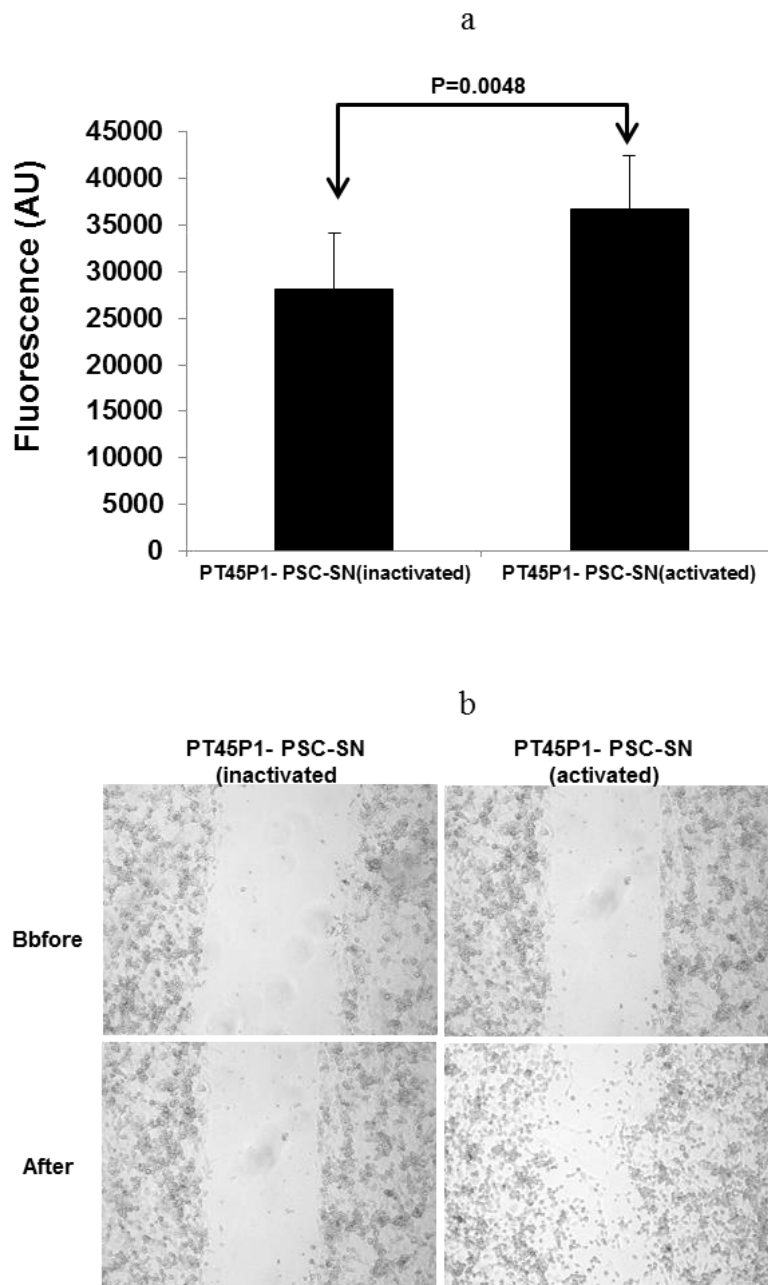 a
P=0.0048
Fluorescence (AU)
45000
40000
35000
30000
25000
20000
15000
10000
5000
0
PT45P1- PSC-SN(inactivated)
PT45P1- PSC-SN(activated)
b
PT45P1- PSC-SN
(inactivated
PT45P1- PSC-SN
(activated)
Bbfore
After